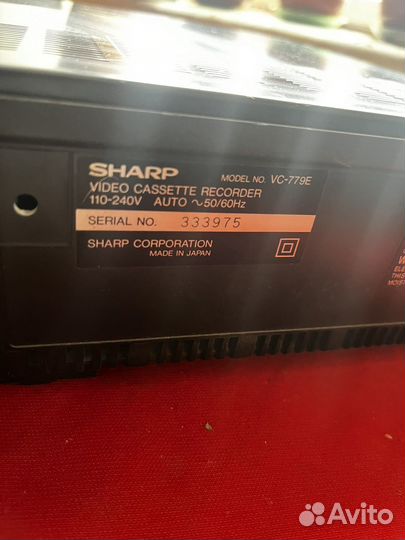 SHARP MODEL NO. VC-779E
VIDEO CASSETTE RECORDER
110-240V AUTO ~50/60Hz
SERIAL NO. 333975
SHARP CORPORATION
MADE IN JAPAN
Avito